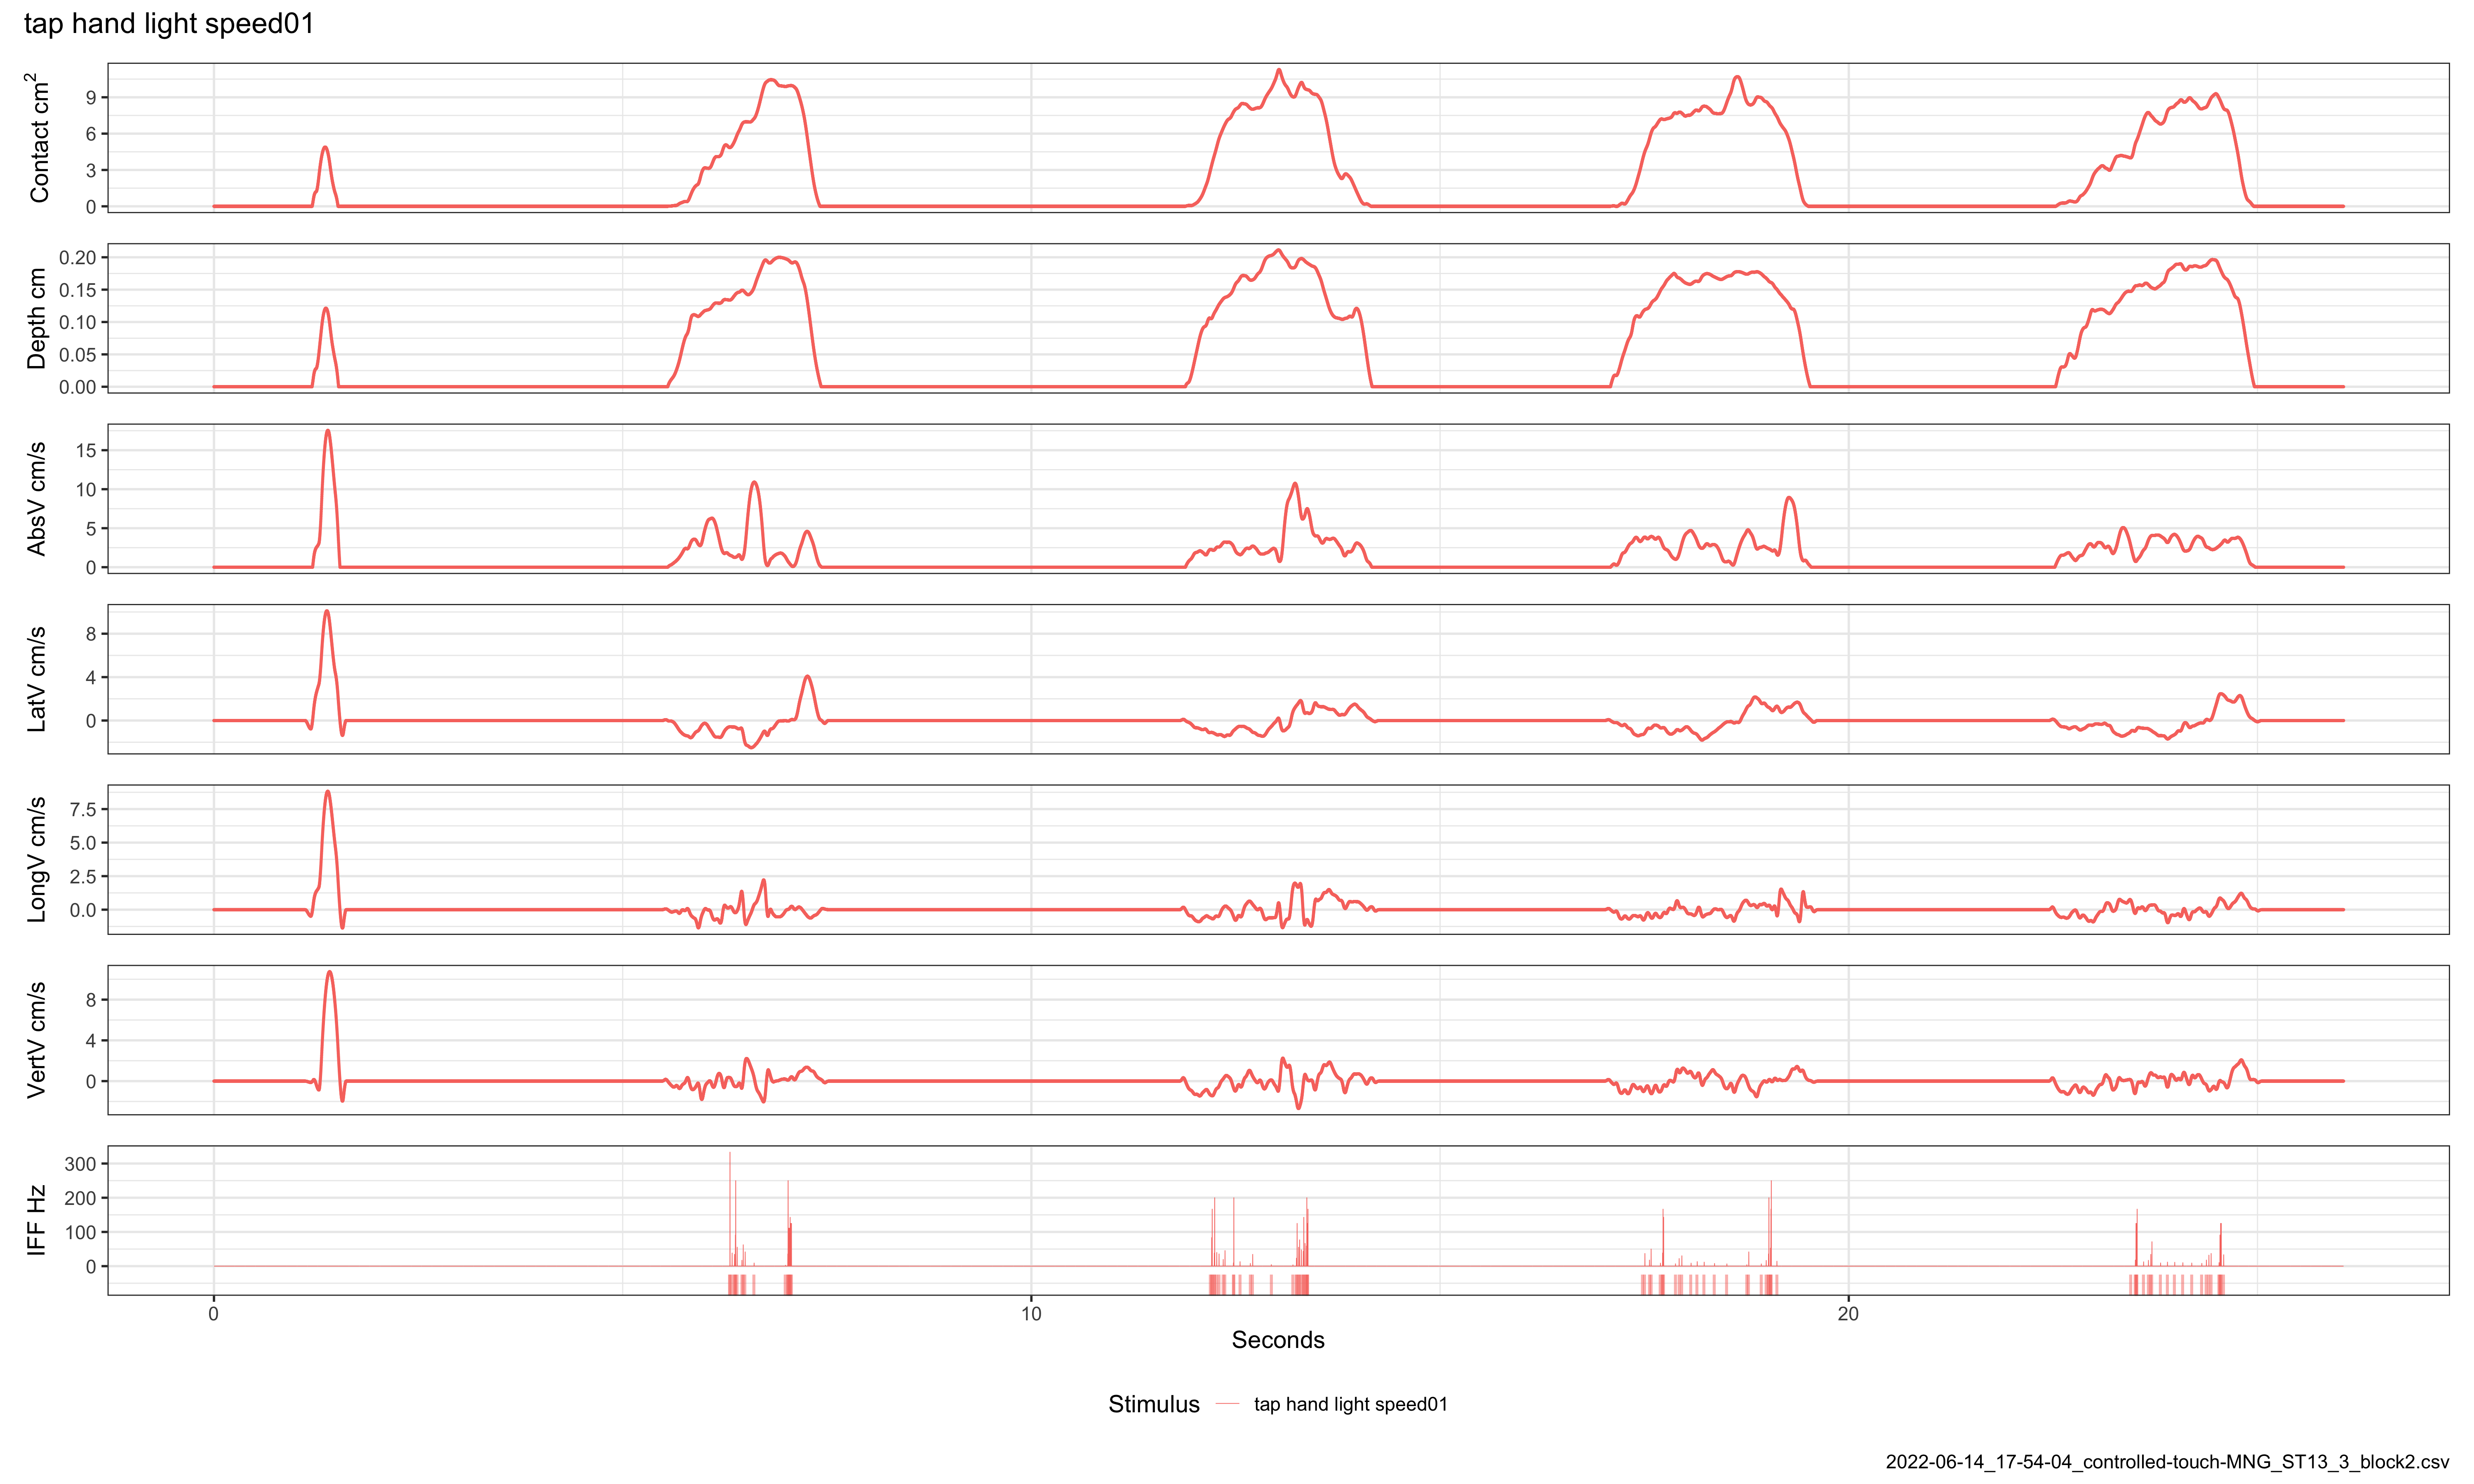 tap hand light speed01
Contact cm²
9
6
3
0
Depth cm
0.20
0.15
0.10
0.05
0.00
AbsV cm/s
15
10
5
0
LatV cm/s
8
4
0
LongV cm/s
7.5
5.0
2.5
0.0
VertV cm/s
8
4
0
IFF Hz
300
200
100
0
0 10 20
Seconds
Stimulus tap hand light speed01
2022-06-14_17-54-04_controlled-touch-MNG_ST13_3_block2.csv